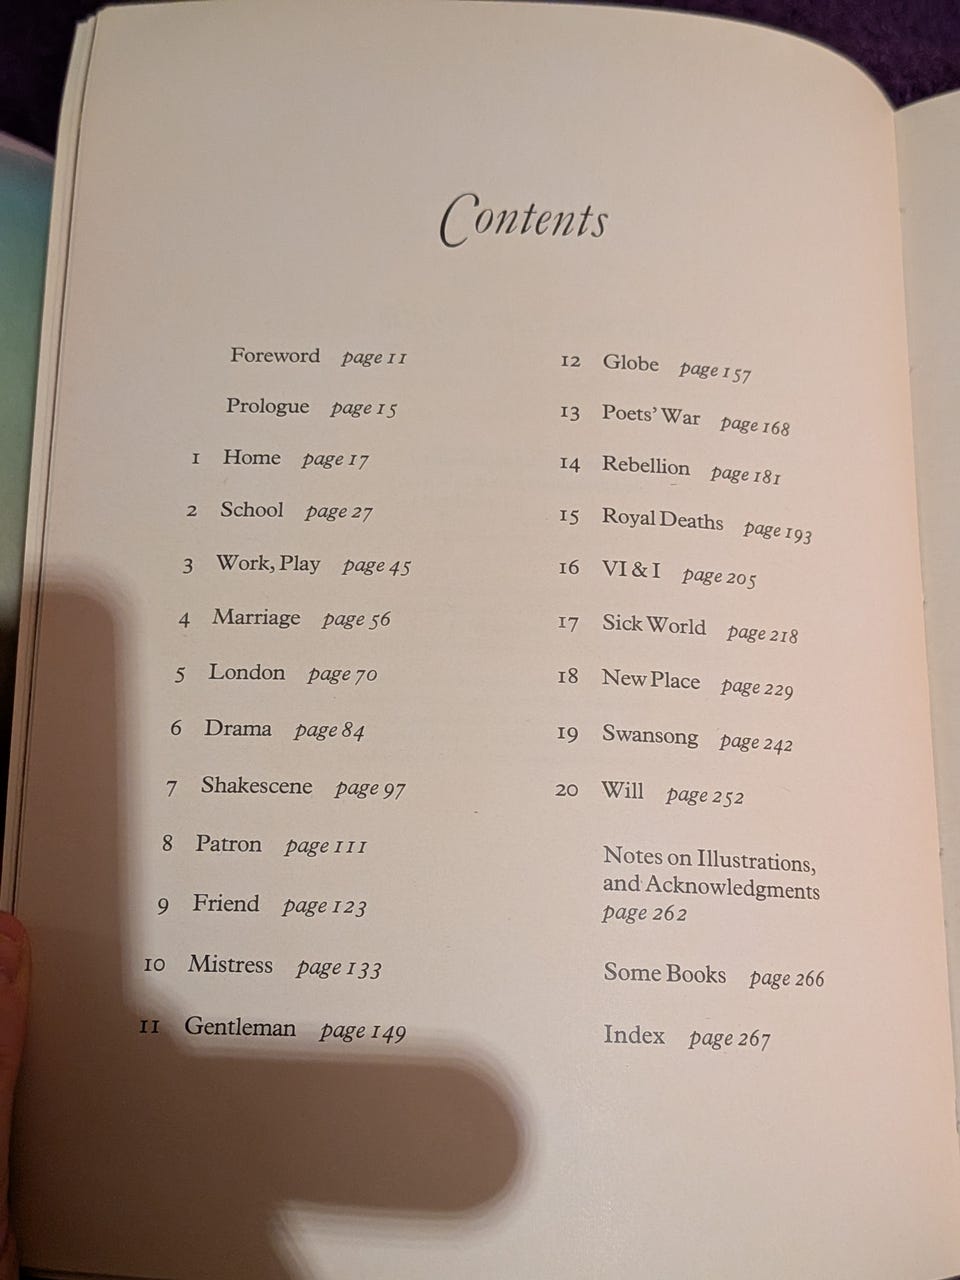 Contents
Foreword page 11
Prologue page 15
1 Home page 17
2 School page 27
3 Work, Play page 45
4 Marriage page 56
5 London page 70
6 Drama page 84
7 Shakescene page 97
8 Patron page 111
9 Friend page 123
10 Mistress page 133
11 Gentleman page 149
12 Globe page 157
13 Poets' War page 168
14 Rebellion page 181
15 Royal Deaths page 193
16 VI & I page 205
17 Sick World page 218
18 New Place page 229
19 Swansong page 242
20 Will page 252
Notes on Illustrations,
and Acknowledgments
page 262
Some Books page 266
Index page 267